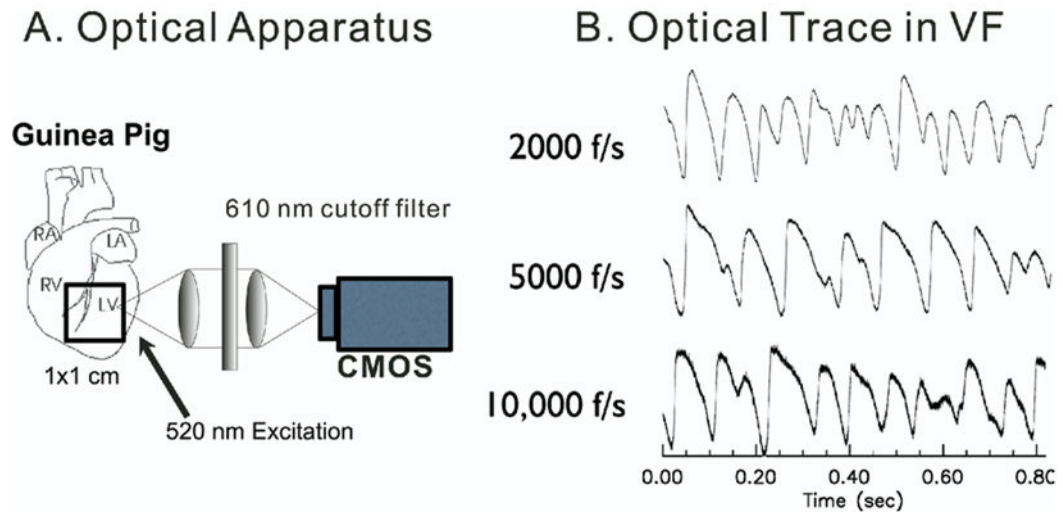 A. Optical Apparatus
Guinea Pig
610 nm cutoff filter
RA
LA
RV
LV
1x1 cm
CMOS
520 nm Excitation
B. Optical Trace in VF
2000 f/s
5000 f/s
10,000 f/s
0.00 0.20 0.40 0.60 0.80
Time (sec)